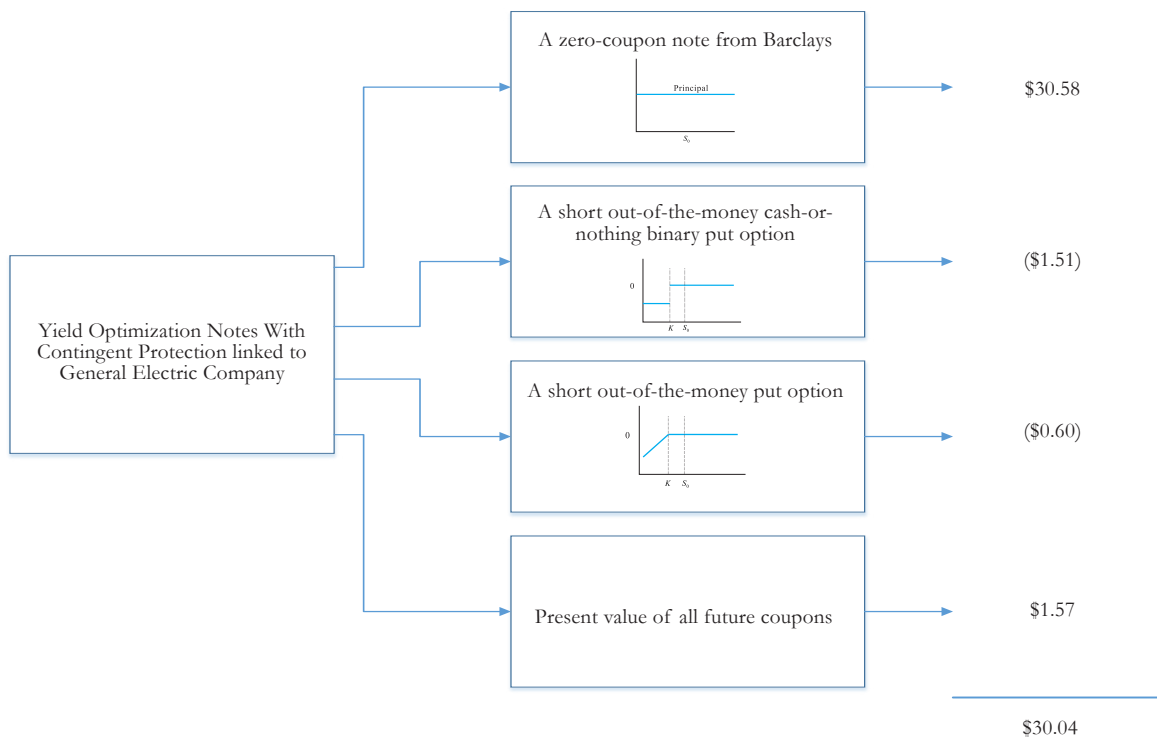 A zero-coupon note from Barclays
Principal
S₀
$30.58
A short out-of-the-money cash-or-
nothing binary put option
0
K
S₀
($1.51)
Yield Optimization Notes With
Contingent Protection linked to
General Electric Company
A short out-of-the-money put option
0
K
S₀
($0.60)
Present value of all future coupons
$1.57
$30.04